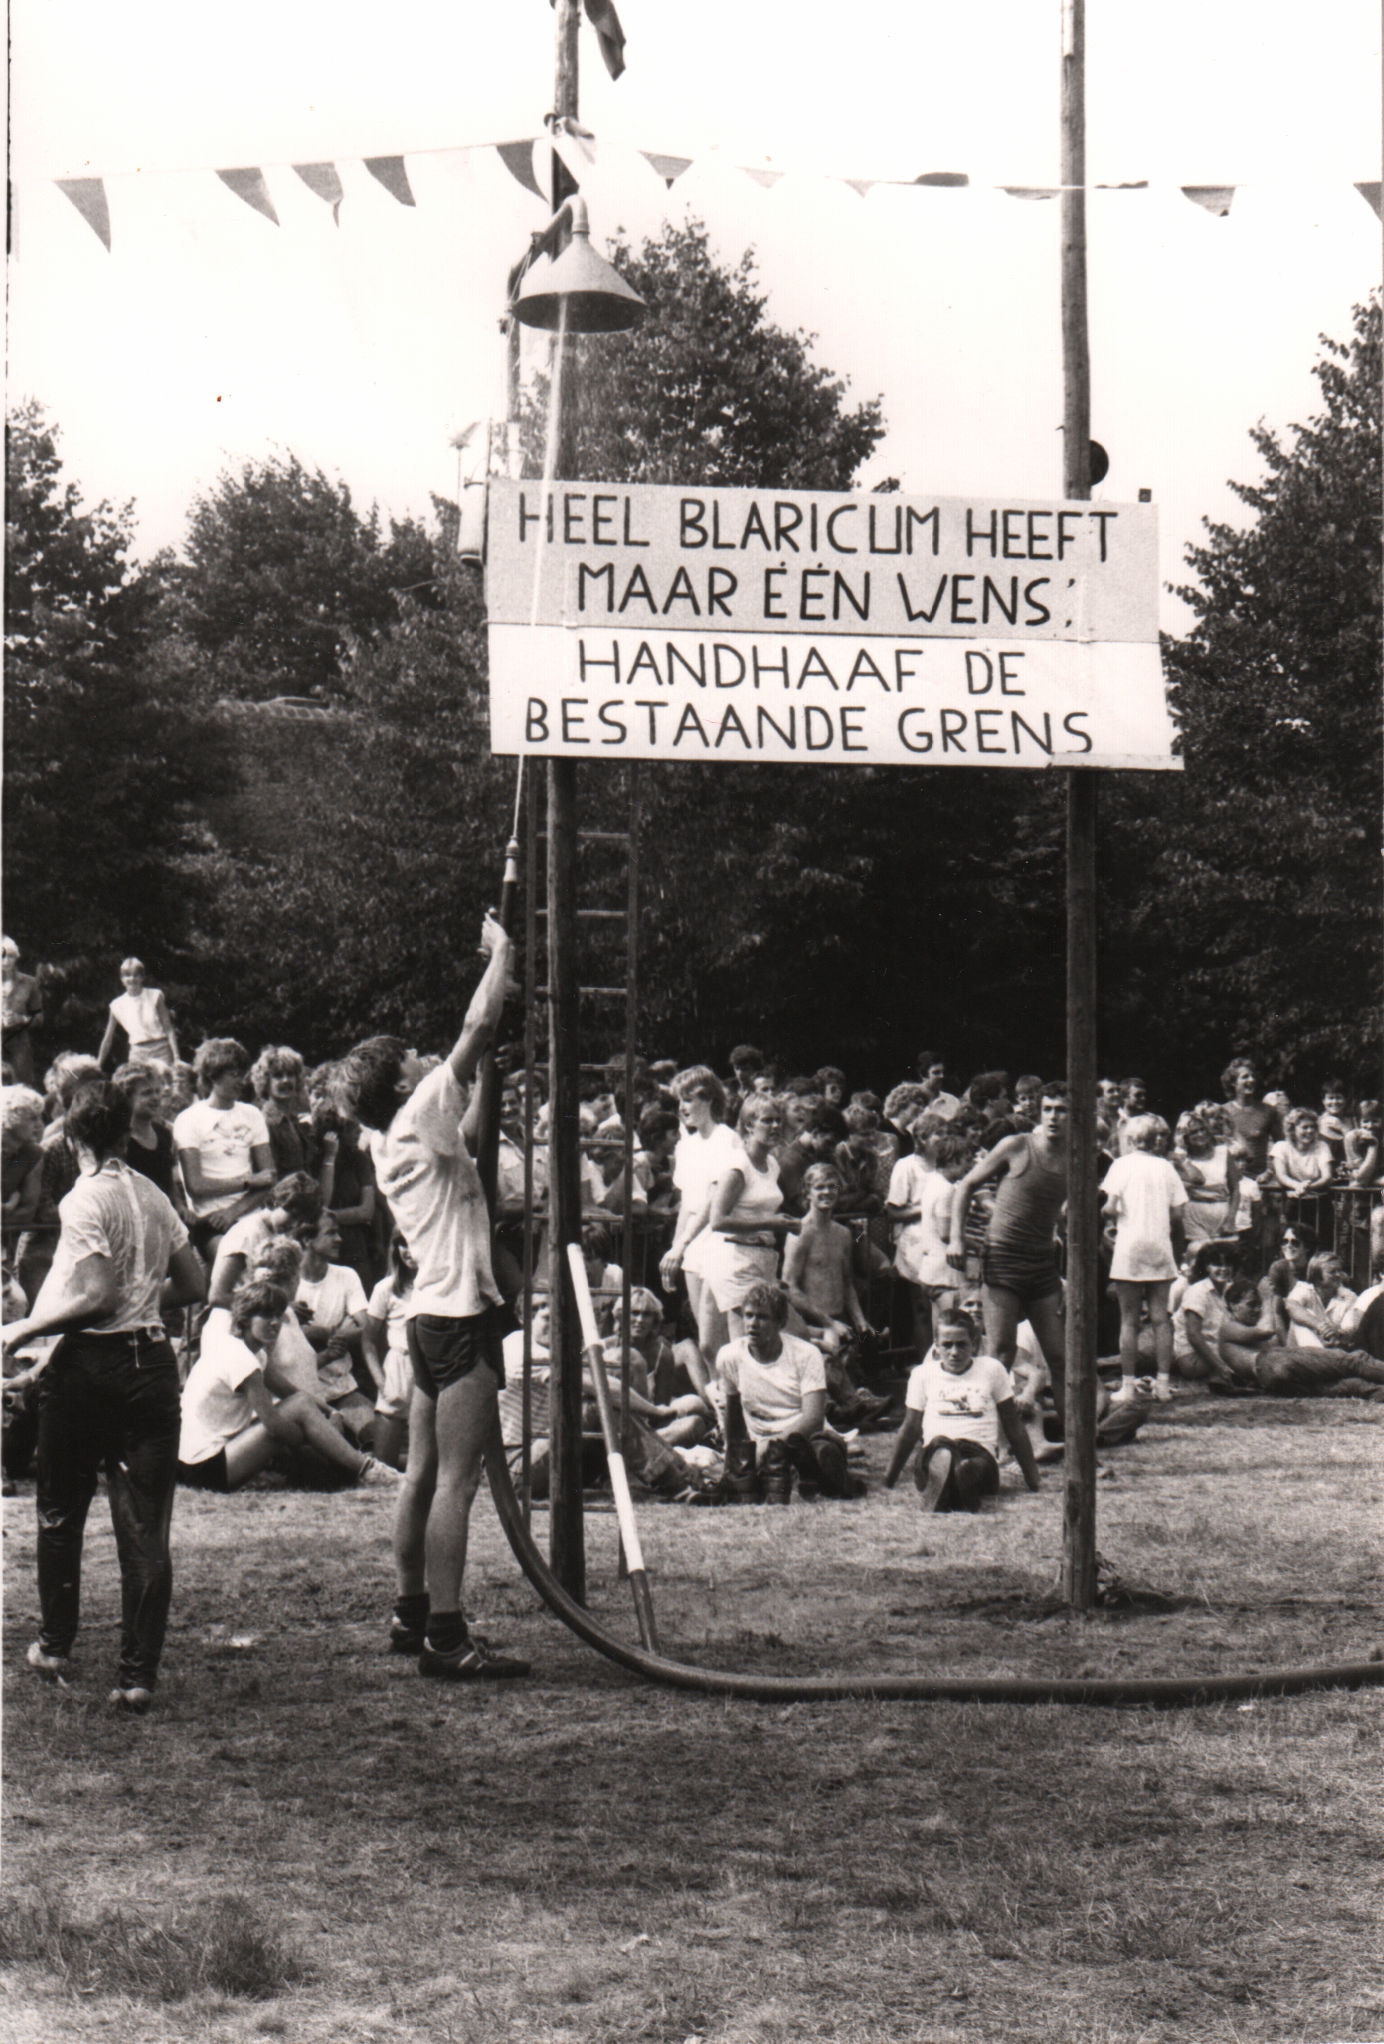 HEEL BLARICUM HEEFT
MAAR ÉÉN WENS:
HANDHAAF DE
BESTAANDE GRENS